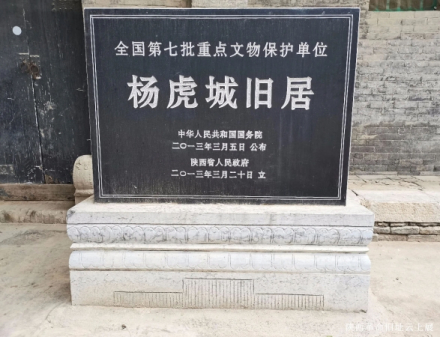 全国第七批重点文物保护单位
杨虎城旧居
中华人民共和国国务院
二〇一三年三月五日 公布
陕西省人民政府
二〇一三年三月二十日 立